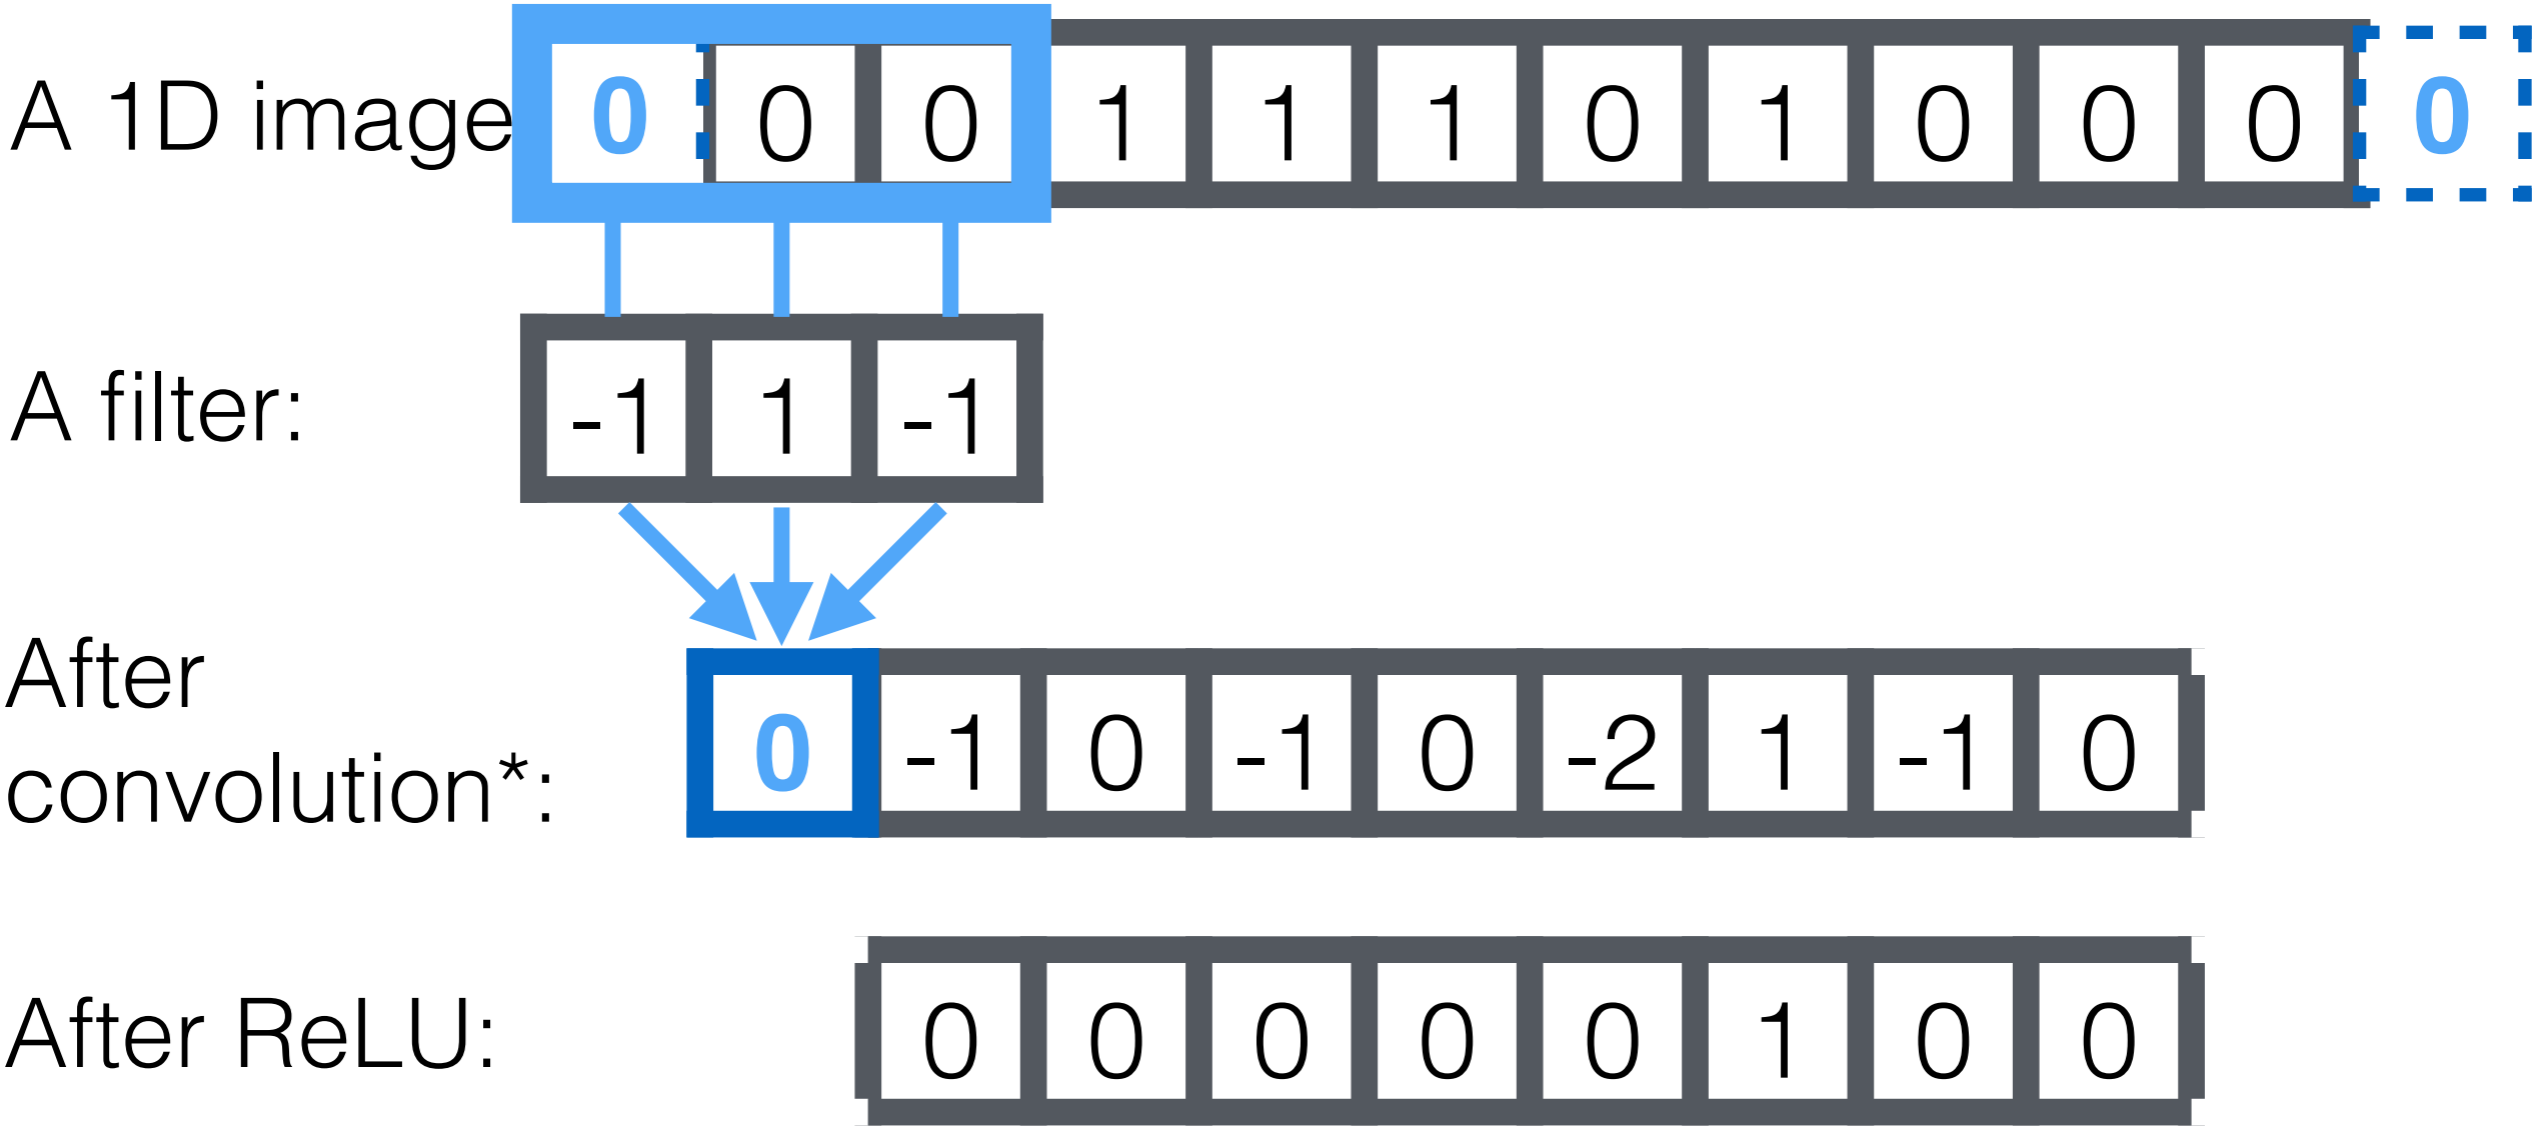 A 1D image 0 0 0 1 1 1 0 1 0 0 0 0
A filter: -1 1 -1
After
convolution*: 0 -1 0 -1 0 -2 1 -1 0
After ReLU: 0 0 0 0 0 1 0 0